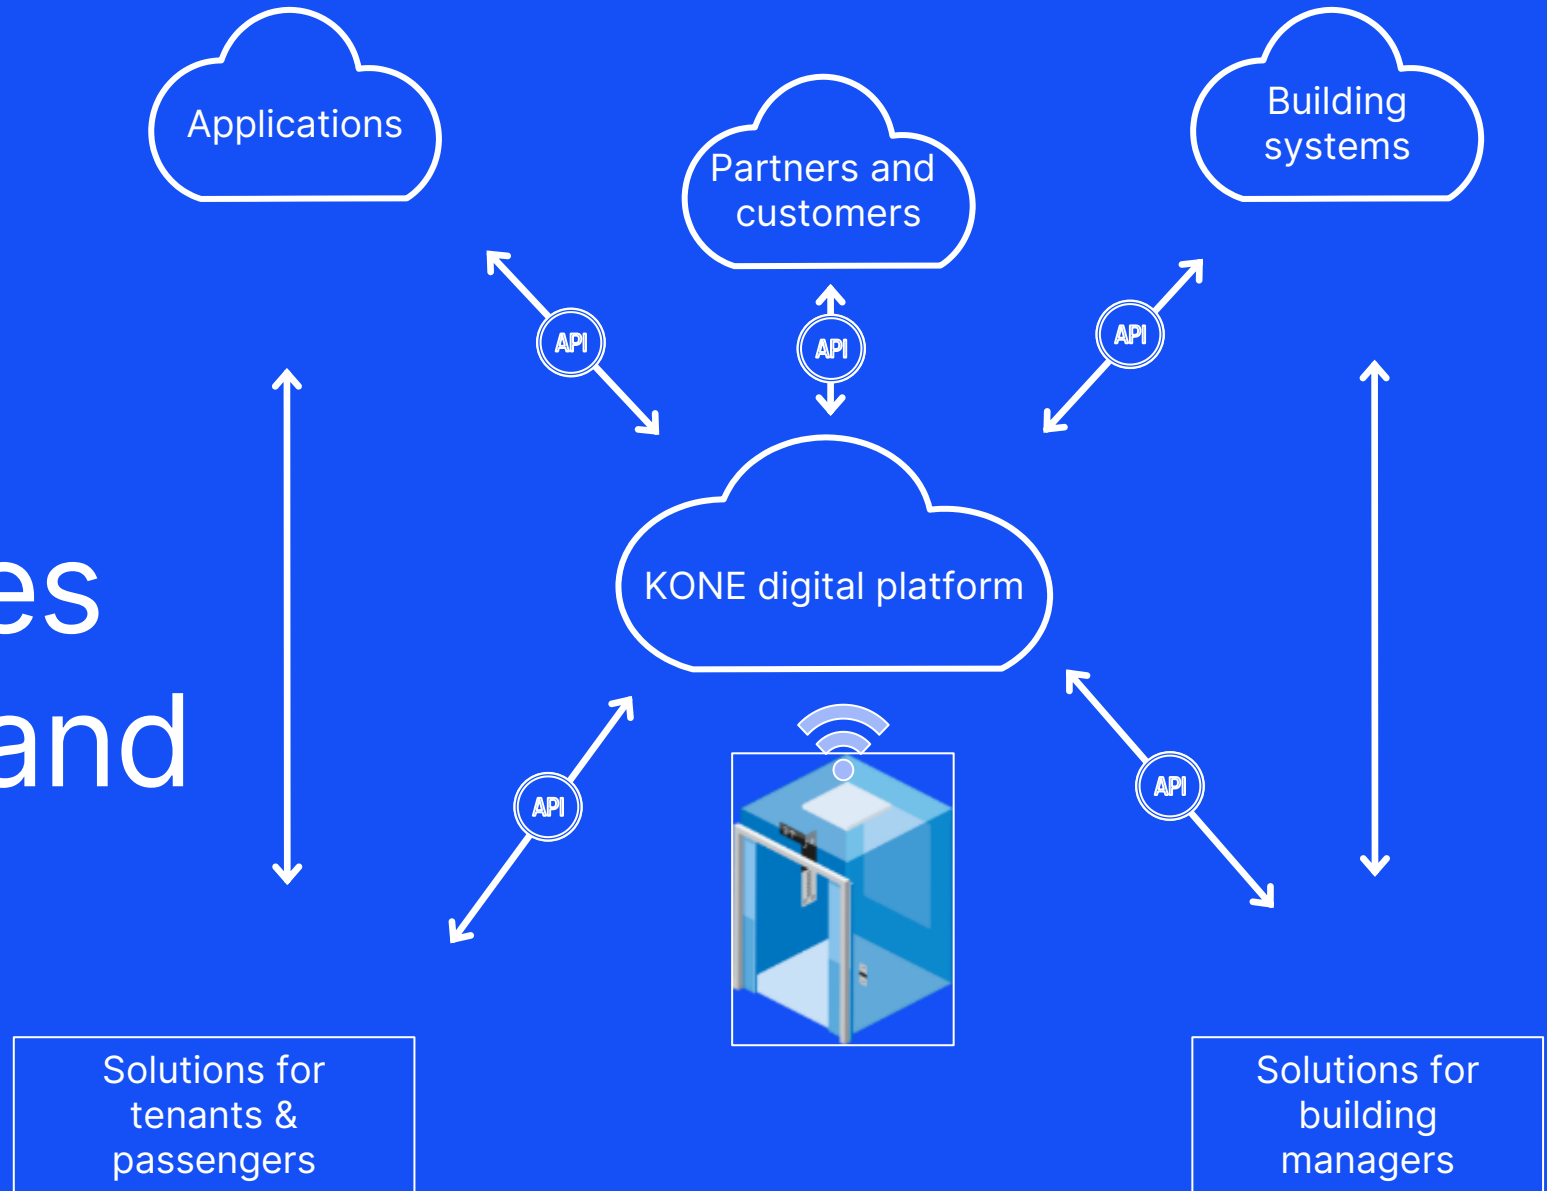 Applications
Partners and
customers
Building
systems
API
API
API
es
and
KONE digital platform
API
API
Solutions for
tenants &
passengers
Solutions for
building
managers